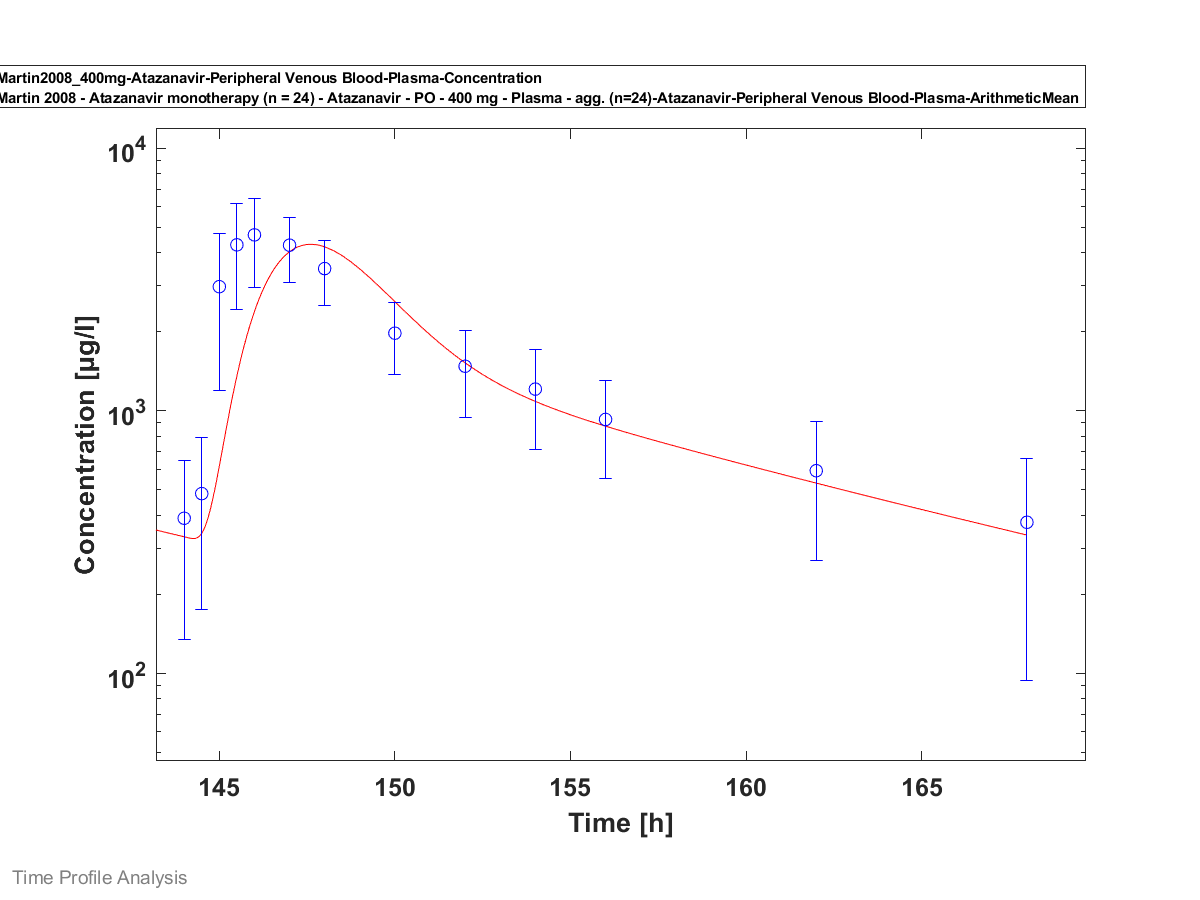 Martin2008_400mg-Atazanavir-Peripheral Venous Blood-Plasma-Concentration
Martin 2008 - Atazanavir monotherapy (n = 24) - Atazanavir - PO - 400 mg - Plasma - agg. (n=24)-Atazanavir-Peripheral Venous Blood-Plasma-ArithmeticMean
10^4
10^3
10^2
Concentration [µg/l]
145 150 155 160 165
Time [h]
Time Profile Analysis